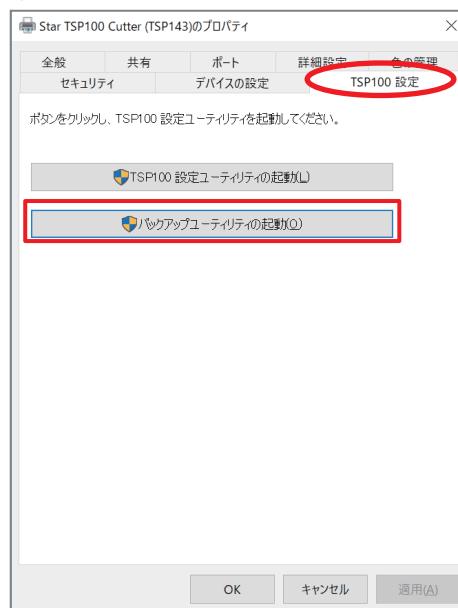 Star TSP100 Cutter (TSP143)のプロパティ
全般 共有 ポート 詳細設定 色の管理
セキュリティ デバイスの設定 TSP100 設定
ボタンをクリックし、TSP100 設定ユーティリティを起動してください。
TSP100 設定ユーティリティの起動(L)
バックアップユーティリティの起動(O)
OK キャンセル 適用(A)